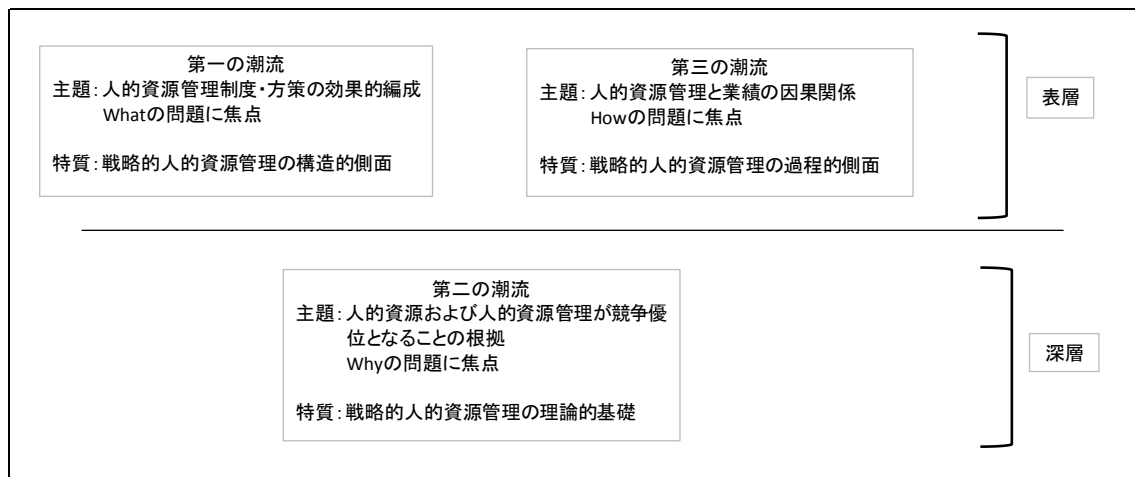 第一の潮流
主題：人的資源管理制度・方策の効果的編成
Whatの問題に焦点
特質：戦略的人的資源管理の構造的側面
第三の潮流
主題：人的資源管理と業績の因果関係
Howの問題に焦点
特質：戦略的人的資源管理の過程的側面
表層
第二の潮流
主題：人的資源および人的資源管理が競争優
位となることの根拠
Whyの問題に焦点
特質：戦略的人的資源管理の理論的基礎
深層